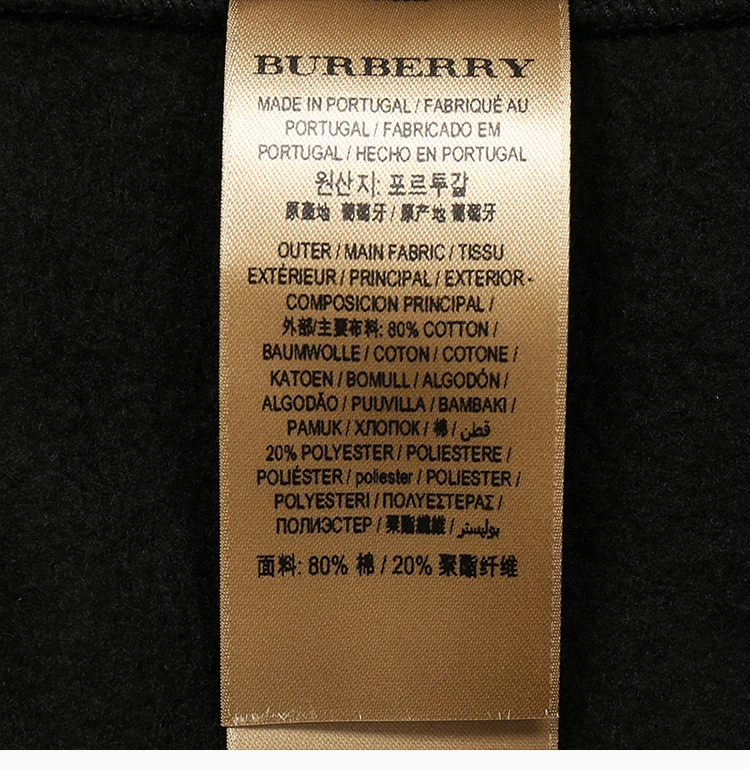 BURBERRY
MADE IN PORTUGAL / FABRIQUÉ AU
PORTUGAL / FABRICADO EM
PORTUGAL / HECHO EN PORTUGAL
원산지: 포르투갈
原產地 葡萄牙 / 原产地 葡萄牙
OUTER / MAIN FABRIC / TISSU
EXTÉRIEUR / PRINCIPAL / EXTERIOR -
COMPOSICION PRINCIPAL /
外部/主要布料: 80% COTTON /
BAUMWOLLE / COTON / COTONE /
KATOEN / BOMULL / ALGODÓN /
ALGODÃO / PUUVILLA / BAMBAKI /
PAMUK / ХЛОПОК / 棉 / قطن /
20% POLYESTER / POLIESTERE /
POLIÉSTER / poliester / POLIESTER /
POLYESTERI / ΠΟΛΥΕΣΤΕΡΑΣ /
ПОЛИЭСТЕР / 聚酯纖維 / بوليستر
面料: 80% 棉 / 20% 聚酯纤维